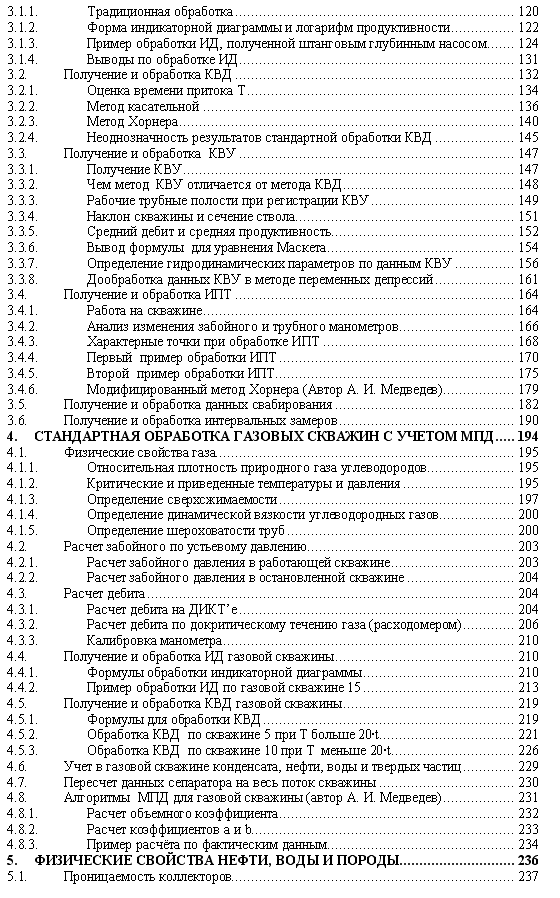 3.1.1. Традиционная обработка 120
3.1.2. Форма индикаторной диаграммы и логарифм продуктивности 122
3.1.3. Пример обработки ИД, полученной штанговым глубинным насосом 124
3.1.4. Выводы по обработке ИД 131
3.2. Получение и обработка КВД 132
3.2.1. Оценка времени притока Т 134
3.2.2. Метод касательной 136
3.2.3. Метод Хорнера 140
3.2.4. Неоднозначность результатов стандартной обработки КВД 145
3.3. Получение и обработка КВУ 147
3.3.1. Получение КВУ 147
3.3.2. Чем метод КВУ отличается от метода КВД 148
3.3.3. Рабочие трубные полости при регистрации КВУ 149
3.3.4. Наклон скважины и сечение ствола 151
3.3.5. Средний дебит и средняя продуктивность 152
3.3.6. Вывод формулы для уравнения Маскета 154
3.3.7. Определение гидродинамических параметров по данным КВУ 156
3.3.8. Дообработка данных КВУ в методе переменных депрессий 161
3.4. Получение и обработка ИПТ 164
3.4.1. Работа на скважине 164
3.4.2. Анализ изменения забойного и трубного манометров 166
3.4.3. Характерные точки при обработке ИПТ 168
3.4.4. Первый пример обработки ИПТ 170
3.4.5. Второй пример обработки ИПТ 175
3.4.6. Модифицированный метод Хорнера (Автор А. И. Медведев) 179
3.5. Получение и обработка данных свабирования 182
3.6. Получение и обработка интервальных замеров 190
4. СТАНДАРТНАЯ ОБРАБОТКА ГАЗОВЫХ СКВАЖИН С УЧЕТОМ МПД 194
4.1. Физические свойства газа 195
4.1.1. Относительная плотность природного газа углеводородов 195
4.1.2. Критические и приведенные температуры и давления 195
4.1.3. Определение сверхсжимаемости 197
4.1.4. Определение динамической вязкости углеводородных газов 200
4.1.5. Определение шероховатости труб 200
4.2. Расчет забойного по устьевому давлению 203
4.2.1. Расчет забойного давления в работающей скважине 203
4.2.2. Расчет забойного давления в остановленной скважине 204
4.3. Расчет дебита 204
4.3.1. Расчет дебита на ДИКТ’е 204
4.3.2. Расчет дебита по докритическому течению газа (расходомером) 206
4.3.3. Калибровка манометра 210
4.4. Получение и обработка ИД газовой скважины 210
4.4.1. Формулы обработки индикаторной диаграммы 210
4.4.2. Пример обработки ИД по газовой скважине 15 213
4.5. Получение и обработка КВД газовой скважины 219
4.5.1. Формулы для обработки КВД 219
4.5.2. Обработка КВД по скважине 5 при Т больше 20·t 221
4.5.3. Обработка КВД по скважине 10 при Т меньше 20·t 226
4.6. Учет в газовой скважине конденсата, нефти, воды и твердых частиц 229
4.7. Пересчет данных сепаратора на весь поток скважины 230
4.8. Алгоритмы МПД для газовой скважины (автор А. И. Медведев) 231
4.8.1. Расчет объемного коэффициента 232
4.8.2. Расчет коэффициентов a и b 233
4.8.3. Пример расчёта по фактическим данным 234
5. ФИЗИЧЕСКИЕ СВОЙСТВА НЕФТИ, ВОДЫ И ПОРОДЫ 236
5.1. Проницаемость коллекторов 237